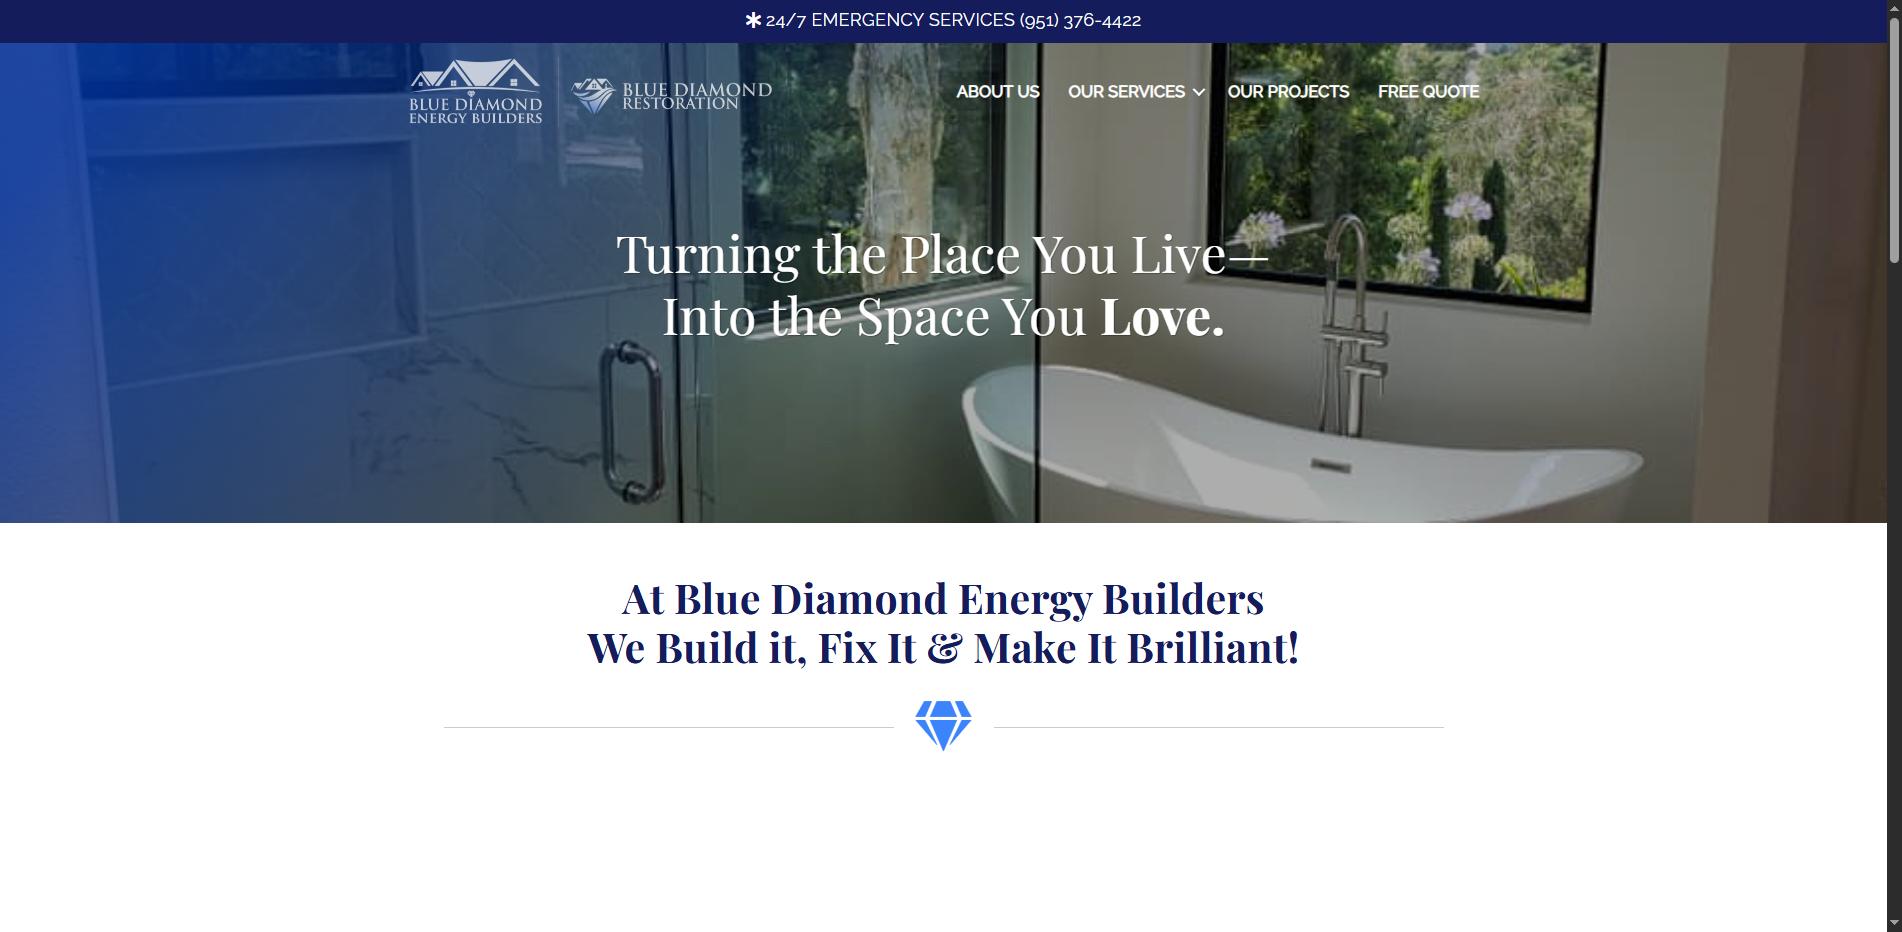 24/7 EMERGENCY SERVICES (951) 376-4422
BLUE DIAMOND
ENERGY BUILDERS
BLUE DIAMOND
RESTORATION
ABOUT US
OUR SERVICES
OUR PROJECTS
FREE QUOTE
Turning the Place You Live—
Into the Space You Love.
At Blue Diamond Energy Builders
We Build it, Fix It & Make It Brilliant!